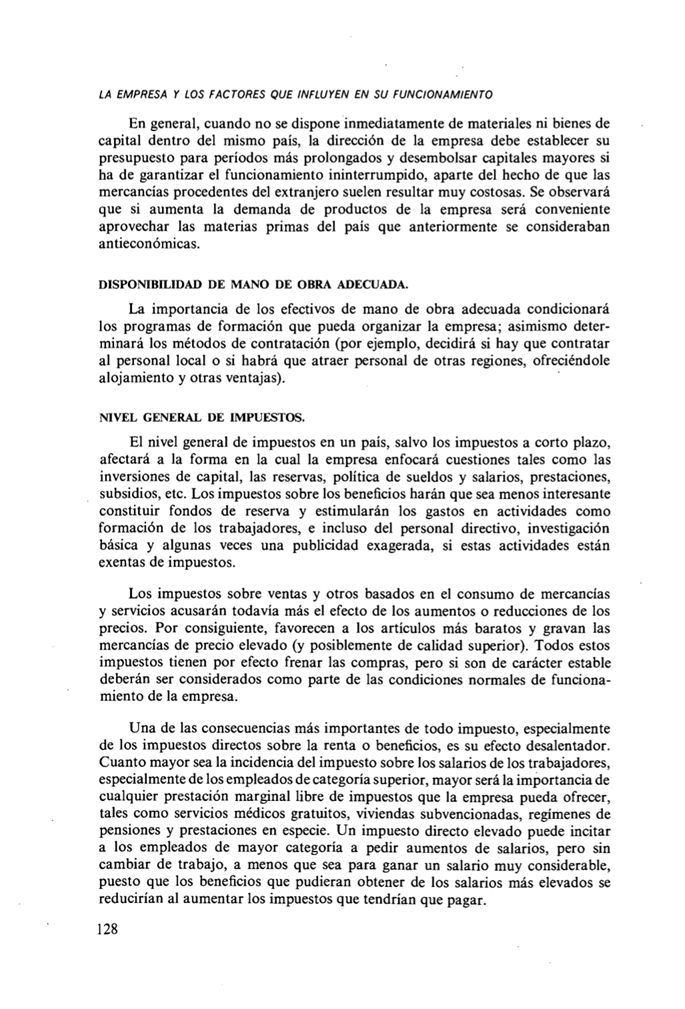 LA EMPRESA Y LOS FACTORES QUE INFLUYEN EN SU FUNCIONAMIENTO
En general, cuando no se dispone inmediatamente de materiales ni bienes de
capital dentro del mismo país, la dirección de la empresa debe establecer su
presupuesto para períodos más prolongados y desembolsar capitales mayores si
ha de garantizar el funcionamiento ininterrumpido, aparte del hecho de que las
mercancías procedentes del extranjero suelen resultar muy costosas. Se observará
que si aumenta la demanda de productos de la empresa será conveniente
aprovechar las materias primas del país que anteriormente se consideraban
antieconómicas.
DISPONIBILIDAD DE MANO DE OBRA ADECUADA.
La importancia de los efectivos de mano de obra adecuada condicionará
los programas de formación que pueda organizar la empresa; asimismo deter-
minará los métodos de contratación (por ejemplo, decidirá si hay que contratar
al personal local o si habrá que atraer personal de otras regiones, ofreciéndole
alojamiento y otras ventajas).
NIVEL GENERAL DE IMPUESTOS.
El nivel general de impuestos en un país, salvo los impuestos a corto plazo,
afectará a la forma en la cual la empresa enfocará cuestiones tales como las
inversiones de capital, las reservas, política de sueldos y salarios, prestaciones,
subsidios, etc. Los impuestos sobre los beneficios harán que sea menos interesante
constituir fondos de reserva y estimularán los gastos en actividades como
formación de los trabajadores, e incluso del personal directivo, investigación
básica y algunas veces una publicidad exagerada, si estas actividades están
exentas de impuestos.
Los impuestos sobre ventas y otros basados en el consumo de mercancías
y servicios acusarán todavía más el efecto de los aumentos o reducciones de los
precios. Por consiguiente, favorecen a los artículos más baratos y gravan las
mercancías de precio elevado (y posiblemente de calidad superior). Todos estos
impuestos tienen por efecto frenar las compras, pero si son de carácter estable
deberán ser considerados como parte de las condiciones normales de funciona-
miento de la empresa.
Una de las consecuencias más importantes de todo impuesto, especialmente
de los impuestos directos sobre la renta o beneficios, es su efecto desalentador.
Cuanto mayor sea la incidencia del impuesto sobre los salarios de los trabajadores,
especialmente de los empleados de categoría superior, mayor será la importancia de
cualquier prestación marginal libre de impuestos que la empresa pueda ofrecer,
tales como servicios médicos gratuitos, viviendas subvencionadas, regímenes de
pensiones y prestaciones en especie. Un impuesto directo elevado puede incitar
a los empleados de mayor categoría a pedir aumentos de salarios, pero sin
cambiar de trabajo, a menos que sea para ganar un salario muy considerable,
puesto que los beneficios que pudieran obtener de los salarios más elevados se
reducirían al aumentar los impuestos que tendrían que pagar.
128